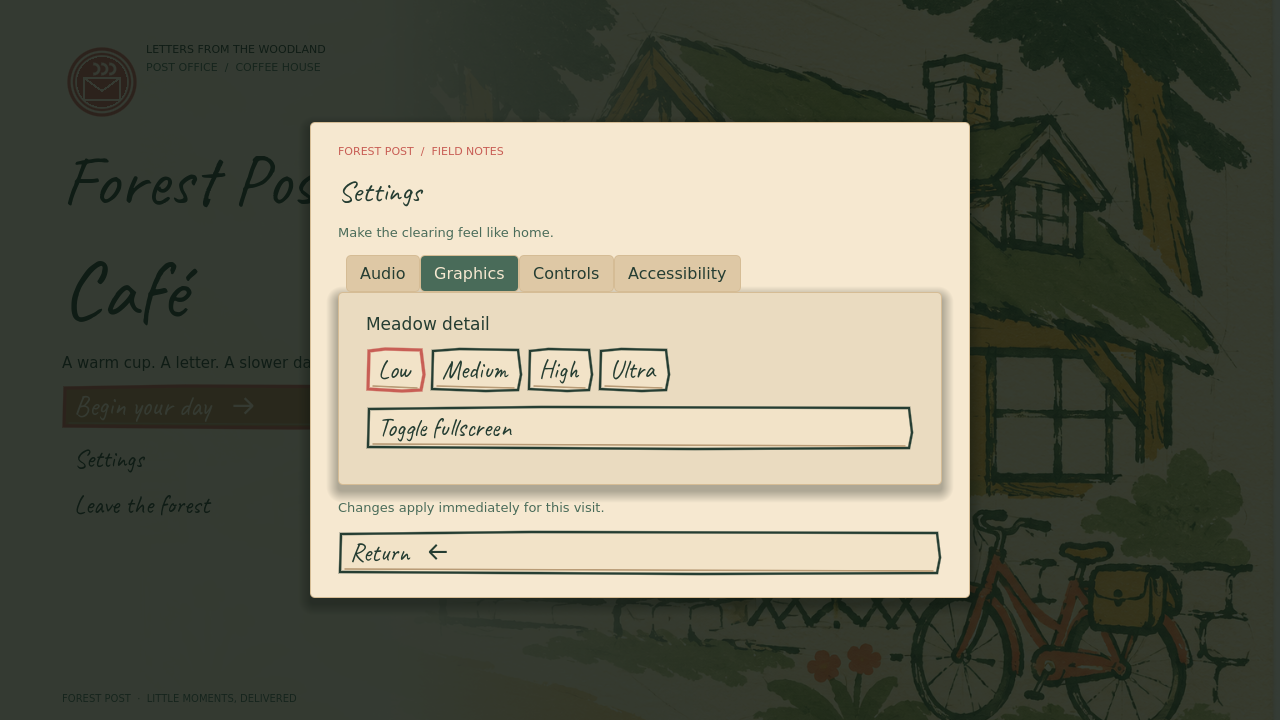 LETTERS FROM THE WOODLAND
POST OFFICE / COFFEE HOUSE
Forest Pos
Café
A warm cup. A letter. A slower da
Begin your day →
Settings
Leave the forest
FOREST POST · LITTLE MOMENTS, DELIVERED
FOREST POST / FIELD NOTES
Settings
Make the clearing feel like home.
Audio Graphics Controls Accessibility
Meadow detail
Low Medium High Ultra
Toggle fullscreen
Changes apply immediately for this visit.
Return ←